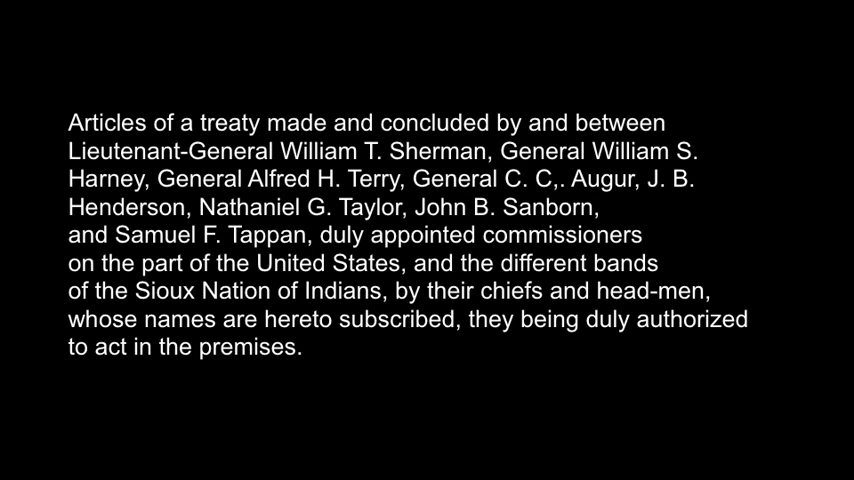 Articles of a treaty made and concluded by and between
Lieutenant-General William T. Sherman, General William S.
Harney, General Alfred H. Terry, General C. C,. Augur, J. B.
Henderson, Nathaniel G. Taylor, John B. Sanborn,
and Samuel F. Tappan, duly appointed commissioners
on the part of the United States, and the different bands
of the Sioux Nation of Indians, by their chiefs and head-men,
whose names are hereto subscribed, they being duly authorized
to act in the premises.